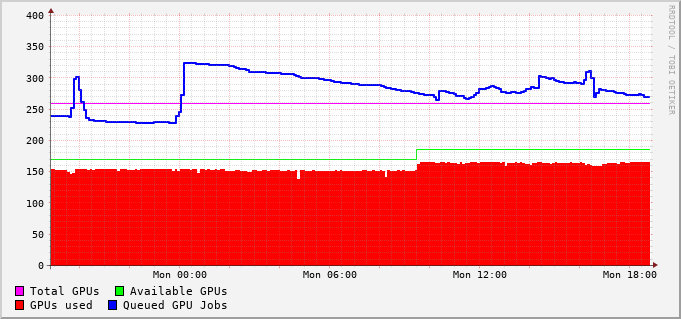 400
350
300
250
200
150
100
50
0
Mon 00:00 Mon 06:00 Mon 12:00 Mon 18:00
Total GPUs Available GPUs
GPUs used Queued GPU Jobs
RRDTOOL / TOBI OETIKER